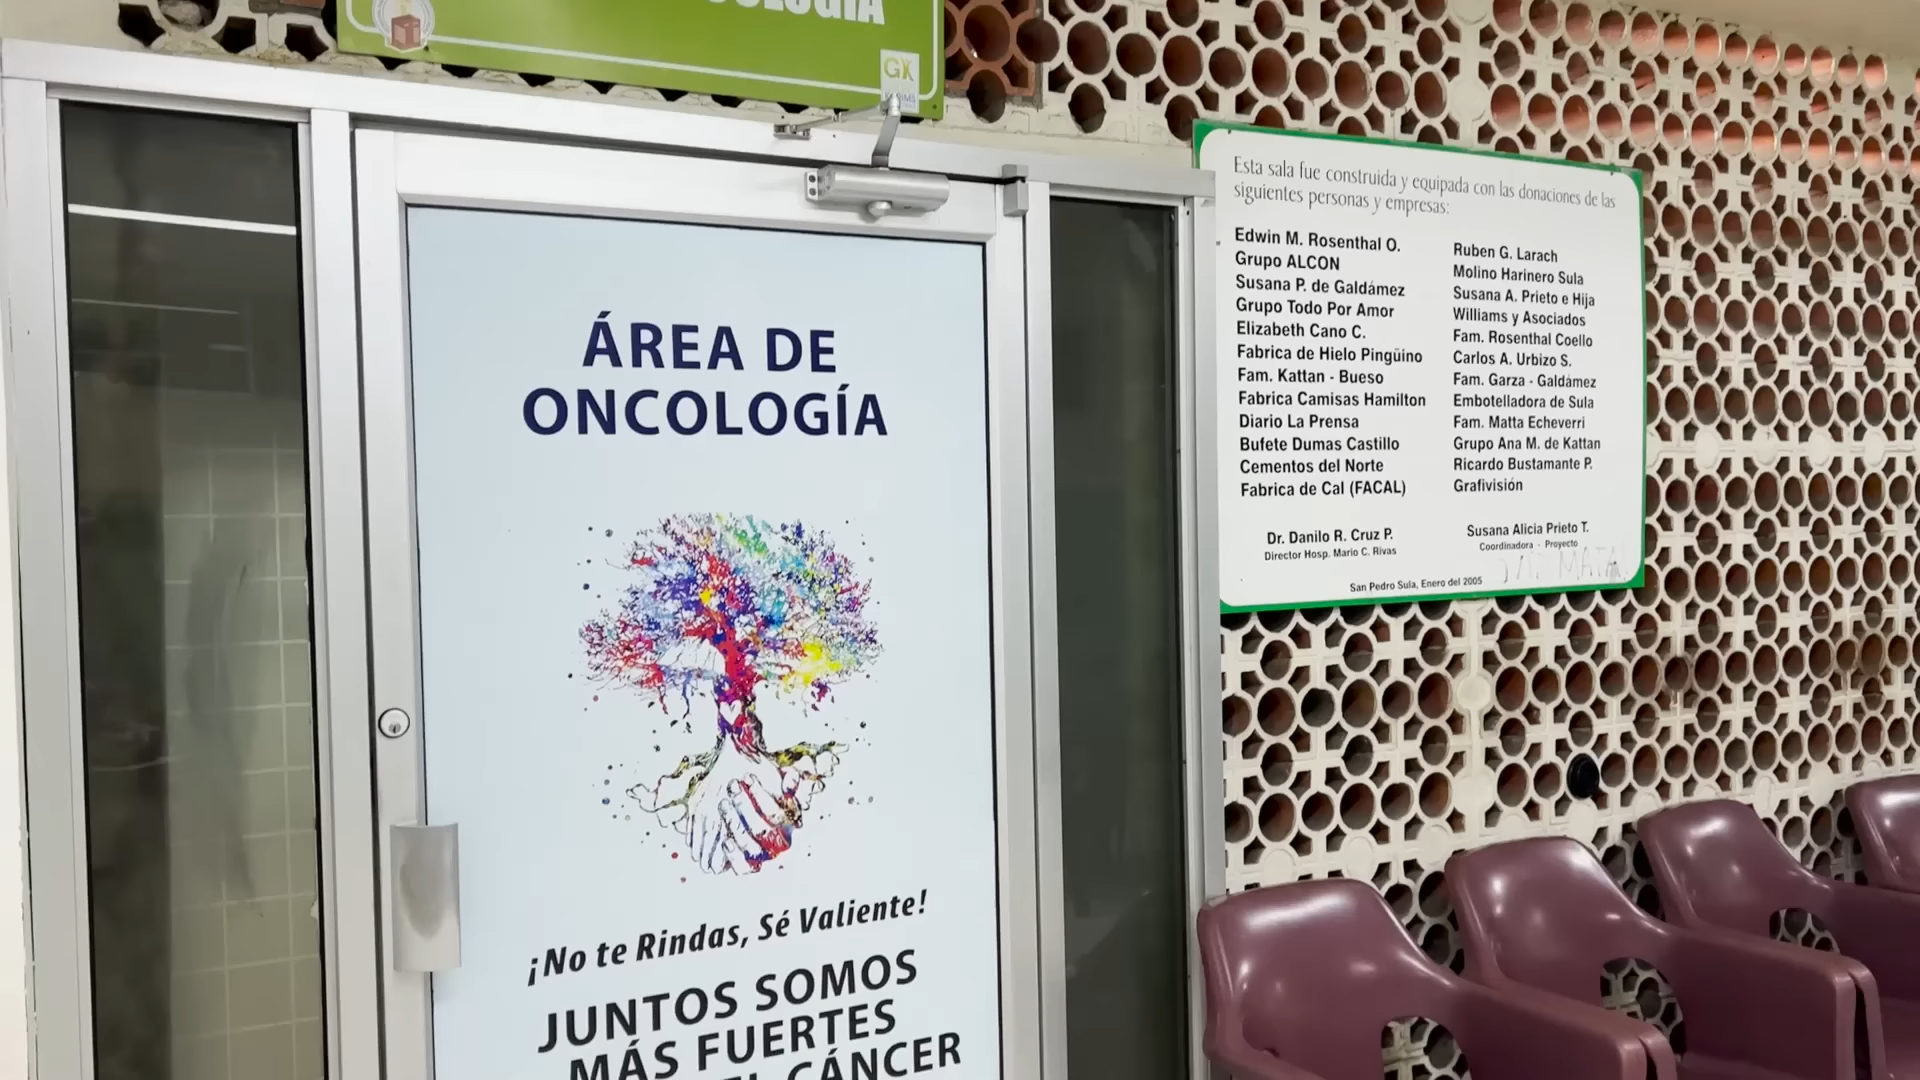 GX
ÁREA DE
ONCOLOGÍA
¡No te Rindas, Sé Valiente!
JUNTOS SOMOS
MÁS FUERTES
CÁNCER
Esta sala fue construida y equipada con las donaciones de las
siguientes personas y empresas:
Edwin M. Rosenthal O.
Grupo ALCON
Susana P. de Galdámez
Grupo Todo Por Amor
Elizabeth Cano C.
Fabrica de Hielo Pingüino
Fam. Kattan - Bueso
Fabrica Camisas Hamilton
Diario La Prensa
Bufete Dumas Castillo
Cementos del Norte
Fabrica de Cal (FACAL)
Ruben G. Larach
Molino Harinero Sula
Susana A. Prieto e Hija
Williams y Asociados
Fam. Rosenthal Coello
Carlos A. Urbizo S.
Fam. Garza - Galdámez
Embotelladora de Sula
Fam. Matta Echeverri
Grupo Ana M. de Kattan
Ricardo Bustamante P.
Grafivisión
Dr. Danilo R. Cruz P.
Director Hosp. Mario C. Rivas
Susana Alicia Prieto T.
Coordinadora - Proyecto
San Pedro Sula, Enero del 2005